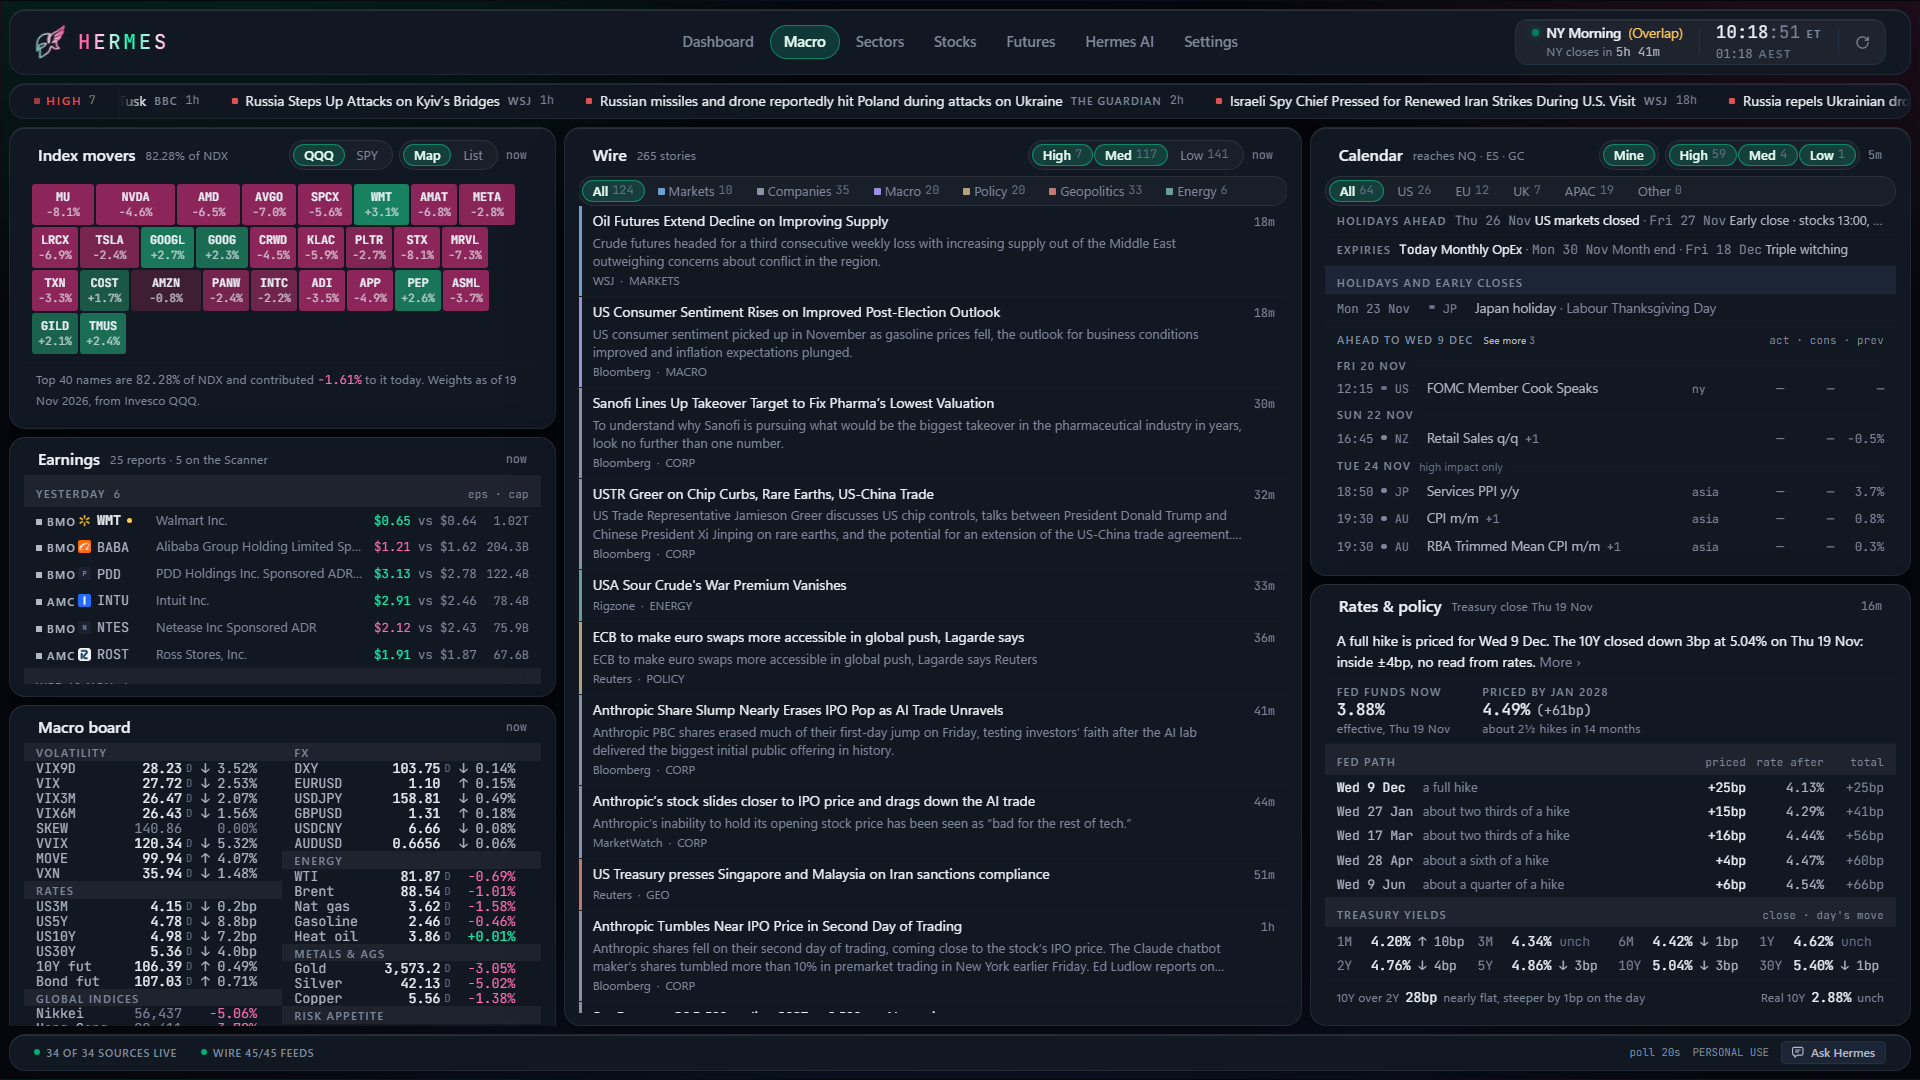 HERMES
Dashboard Macro Sectors Stocks Futures Hermes AI Settings
NY Morning (Overlap)
NY closes in 5h 41m
10:18:51 ET
01:18 AEST
HIGH 7
Tusk BBC 1h Russia Steps Up Attacks on Kyiv's Bridges WSJ 1h Russian missiles and drone reportedly hit Poland during attacks on Ukraine THE GUARDIAN 2h Israeli Spy Chief Pressed for Renewed Iran Strikes During U.S. Visit WSJ 18h Russia repels Ukrainian
Index movers 82.28% of NDX QQQ SPY Map List now
MU NVDA AMD AVGO SPCX WMT AMAT META
-8.1% -4.6% -6.5% -7.0% -5.6% +3.1% -6.8% -2.8%
LRCX TSLA GOOGL GOOG CRWD KLAC PLTR STX MRVL
-6.9% -2.4% +2.7% +2.3% -4.5% -5.9% -2.7% -8.1% -7.3%
TXN COST AMZN PANW INTC ADI APP PEP ASML
-3.3% +1.7% -0.8% -2.4% -2.2% -3.5% -4.9% +2.6% -3.7%
GILD TMUS
+2.1% +2.4%
Top 40 names are 82.28% of NDX and contributed -1.61% to it today. Weights as of 19
Nov 2026, from Invesco QQQ.
Earnings 25 reports · 5 on the Scanner now
YESTERDAY 6 eps · cap
BMO WMT Walmart Inc. $0.65 vs $0.64 1.02T
BMO BABA Alibaba Group Holding Limited Sp... $1.21 vs $1.62 204.3B
BMO PDD PDD Holdings Inc. Sponsored ADR... $3.13 vs $2.78 122.4B
AMC INTU Intuit Inc. $2.91 vs $2.46 78.4B
BMO NTES Netease Inc Sponsored ADR $2.12 vs $2.43 75.9B
AMC ROST Ross Stores, Inc. $1.91 vs $1.87 67.6B
Macro board now
VOLATILITY
VIX9D 28.23 D ↓ 3.52%
VIX 27.72 D ↓ 2.53%
VIX3M 26.47 D ↓ 2.07%
VIX6M 26.43 D ↓ 1.56%
SKEW 140.86 0.00%
VVIX 120.34 D ↓ 5.32%
MOVE 99.94 D ↑ 4.07%
VXN 35.94 D ↓ 1.48%
RATES
US3M 4.15 D ↓ 0.2bp
US5Y 4.78 D ↓ 8.8bp
US10Y 4.98 D ↓ 7.2bp
US30Y 5.36 D ↓ 4.0bp
10Y fut 106.39 D ↑ 0.49%
Bond fut 107.03 D ↑ 0.71%
GLOBAL INDICES
Nikkei 56,437 -5.06%
FX
DXY 103.75 D ↓ 0.14%
EURUSD 1.10 ↑ 0.15%
USDJPY 158.81 ↓ 0.49%
GBPUSD 1.31 ↑ 0.18%
USDCNY 6.66 ↓ 0.08%
AUDUSD 0.6656 ↓ 0.06%
ENERGY
WTI 81.87 D -0.69%
Brent 88.54 D -1.01%
Nat gas 3.62 D -1.58%
Gasoline 2.46 D -0.46%
Heat oil 3.86 D +0.01%
METALS & AGS
Gold 3,573.2 D -3.05%
Silver 42.13 D -5.02%
Copper 5.56 D -1.38%
RISK APPETITE
Wire 265 stories High 7 Med 117 Low 141 now
All 124 Markets 10 Companies 35 Macro 20 Policy 20 Geopolitics 33 Energy 6
Oil Futures Extend Decline on Improving Supply 18m
Crude futures headed for a third consecutive weekly loss with increasing supply out of the Middle East
outweighing concerns about conflict in the region.
WSJ · MARKETS
US Consumer Sentiment Rises on Improved Post-Election Outlook 18m
US consumer sentiment picked up in November as gasoline prices fell, the outlook for business conditions
improved and inflation expectations plunged.
Bloomberg · MACRO
Sanofi Lines Up Takeover Target to Fix Pharma's Lowest Valuation 30m
To understand why Sanofi is pursuing what would be the biggest takeover in the pharmaceutical industry in years,
look no further than one number.
Bloomberg · CORP
USTR Greer on Chip Curbs, Rare Earths, US-China Trade 32m
US Trade Representative Jamieson Greer discusses US chip controls, talks between President Donald Trump and
Chinese President Xi Jinping on rare earths, and the potential for an extension of the US-China trade agreement....
Bloomberg · CORP
USA Sour Crude's War Premium Vanishes 33m
Rigzone · ENERGY
ECB to make euro swaps more accessible in global push, Lagarde says 36m
ECB to make euro swaps more accessible in global push, Lagarde says Reuters
Reuters · POLICY
Anthropic Share Slump Nearly Erases IPO Pop as AI Trade Unravels 41m
Anthropic PBC shares erased much of their first-day jump on Friday, testing investors' faith after the AI lab
delivered the biggest initial public offering in history.
Bloomberg · CORP
Anthropic's stock slides closer to IPO price and drags down the AI trade 44m
Anthropic's inability to hold its opening stock price has been seen as "bad for the rest of tech."
MarketWatch · CORP
US Treasury presses Singapore and Malaysia on Iran sanctions compliance 51m
Reuters · GEO
Anthropic Tumbles Near IPO Price in Second Day of Trading 1h
Anthropic shares fell on their second day of trading, coming close to the stock's IPO price. The Claude chatbot
maker's shares tumbled more than 10% in premarket trading in New York earlier Friday. Ed Ludlow reports on...
Bloomberg · CORP
Calendar reaches NQ · ES · GC Mine High 59 Med 4 Low 1 5m
All 64 US 26 EU 12 UK 7 APAC 19 Other 0
HOLIDAYS AHEAD Thu 26 Nov US markets closed · Fri 27 Nov Early close · stocks 13:00, ...
EXPIRIES Today Monthly OpEx · Mon 30 Nov Month end · Fri 18 Dec Triple witching
HOLIDAYS AND EARLY CLOSES
Mon 23 Nov JP Japan holiday · Labour Thanksgiving Day
AHEAD TO WED 9 DEC See more 3 act · cons · prev
FRI 20 NOV
12:15 US FOMC Member Cook Speaks ny — — —
SUN 22 NOV
16:45 NZ Retail Sales q/q +1 — — -0.5%
TUE 24 NOV high impact only
18:50 JP Services PPI y/y asia — — 3.7%
19:30 AU CPI m/m +1 asia — — 0.8%
19:30 AU RBA Trimmed Mean CPI m/m +1 asia — — 0.3%
Rates & policy Treasury close Thu 19 Nov 16m
A full hike is priced for Wed 9 Dec. The 10Y closed down 3bp at 5.04% on Thu 19 Nov:
inside ±4bp, no read from rates. More ›
FED FUNDS NOW PRICED BY JAN 2028
3.88% 4.49% (+61bp)
effective, Thu 19 Nov about 2½ hikes in 14 months
FED PATH priced rate after total
Wed 9 Dec a full hike +25bp 4.13% +25bp
Wed 27 Jan about two thirds of a hike +15bp 4.29% +41bp
Wed 17 Mar about two thirds of a hike +16bp 4.44% +56bp
Wed 28 Apr about a sixth of a hike +4bp 4.47% +60bp
Wed 9 Jun about a quarter of a hike +6bp 4.54% +66bp
TREASURY YIELDS close · day's move
1M 4.20% ↑ 10bp 3M 4.34% unch 6M 4.42% ↓ 1bp 1Y 4.62% unch
2Y 4.76% ↓ 4bp 5Y 4.86% ↓ 3bp 10Y 5.04% ↓ 3bp 30Y 5.40% ↓ 1bp
10Y over 2Y 28bp nearly flat, steeper by 1bp on the day Real 10Y 2.88% unch
34 OF 34 SOURCES LIVE WIRE 45/45 FEEDS
poll 20s PERSONAL USE Ask Hermes